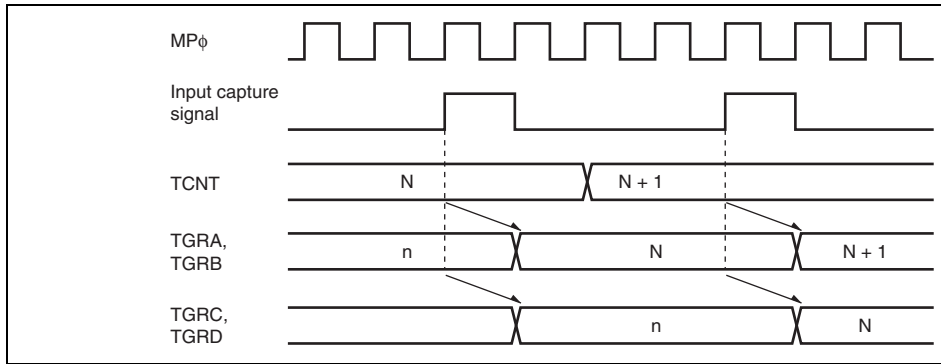 MPϕ
Input capture
signal
TCNT
N
N + 1
TGRA,
TGRB
n
N
N + 1
TGRC,
TGRD
n
N